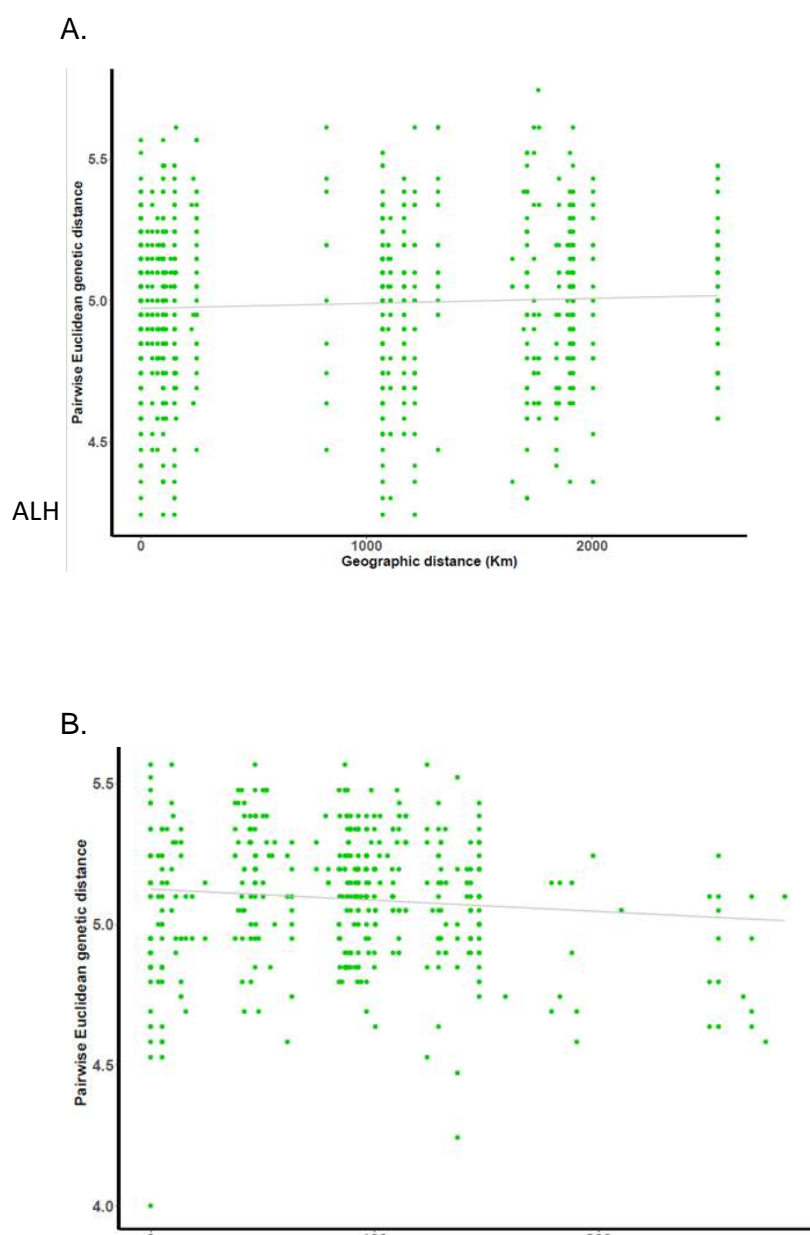 A.
5.5
5.0
4.5
Pairwise Euclidean genetic distance
ALH
0 1000 2000
Geographic distance (Km)
B.
5.5
5.0
4.5
4.0
Pairwise Euclidean genetic distance